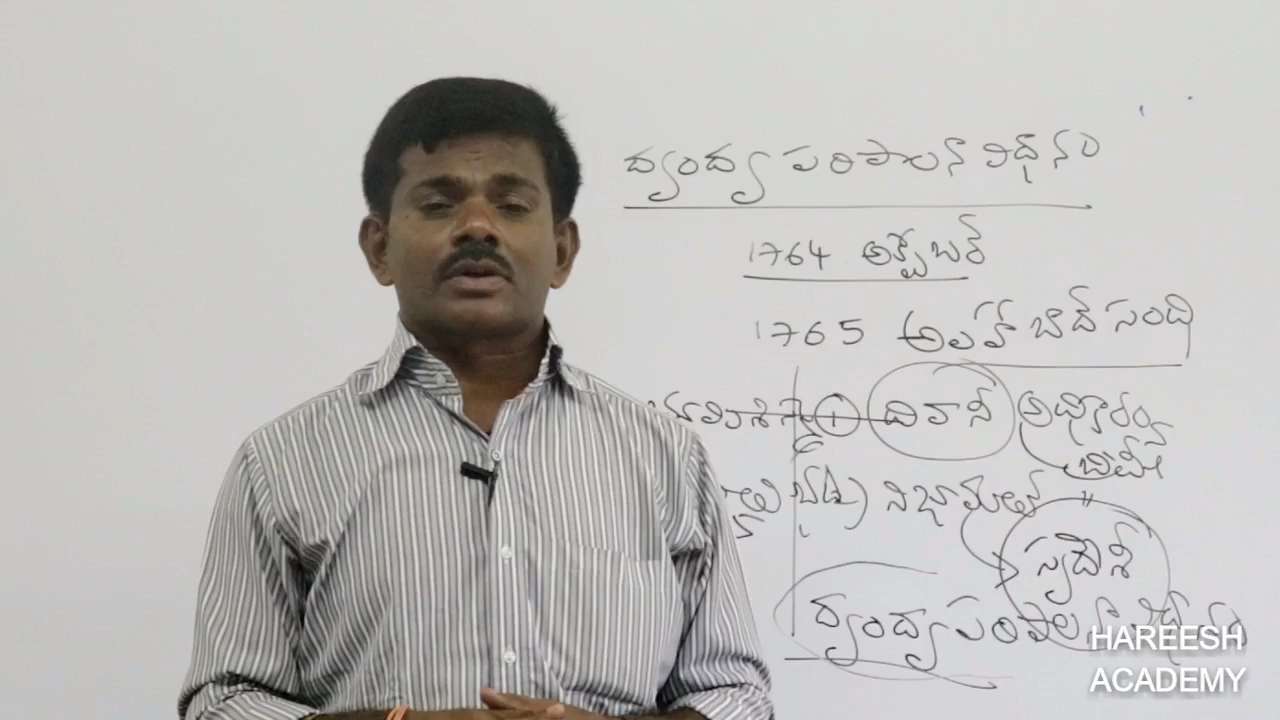 ద్వంద్వ పరిపాలనా విధానం
1764 అక్టోబర్
1765 అలహాబాద్ సంధి
దివానీ అధికారం
బ్రిటీష్
నిజామత్
స్వదేశీ
ద్వంద్వ పరిపాలనా విధానం
HAREESH
ACADEMY